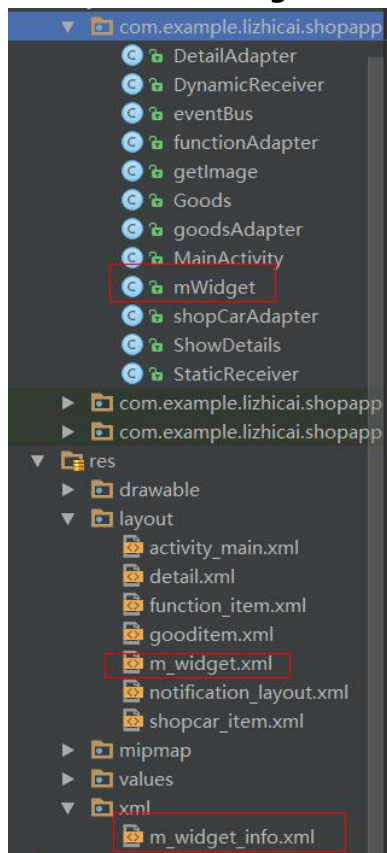 com.example.lizhicai.shopapp
DetailAdapter
DynamicReceiver
eventBus
functionAdapter
getImage
Goods
goodsAdapter
MainActivity
mWidget
shopCarAdapter
ShowDetails
StaticReceiver
com.example.lizhicai.shopapp
com.example.lizhicai.shopapp
res
drawable
layout
activity_main.xml
detail.xml
function_item.xml
gooditem.xml
m_widget.xml
notification_layout.xml
shopcar_item.xml
mipmap
values
xml
m_widget_info.xml